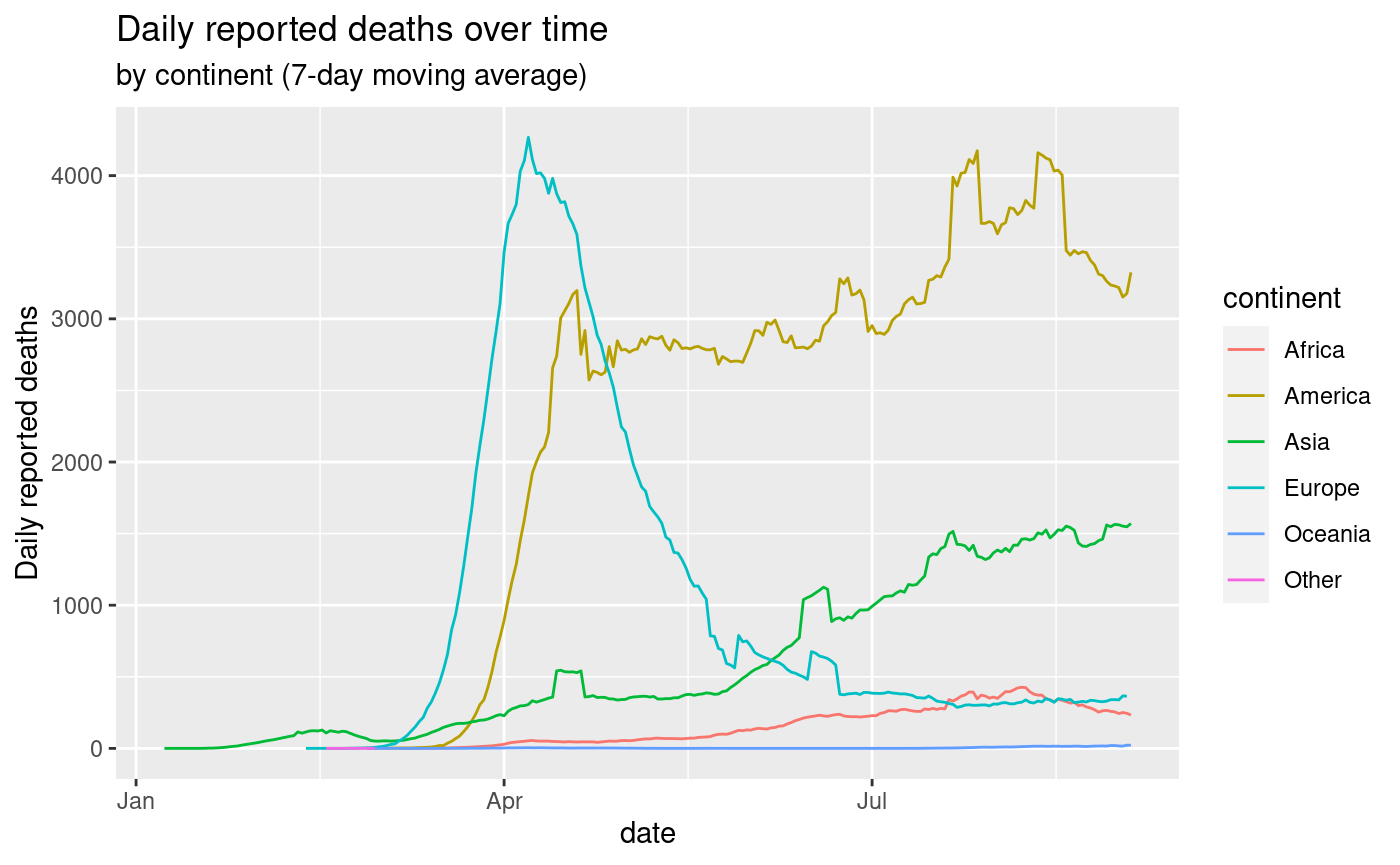 Daily reported deaths over time
by continent (7-day moving average)
Daily reported deaths
4000
3000
2000
1000
0
Jan
Apr
Jul
date
continent
Africa
America
Asia
Europe
Oceania
Other